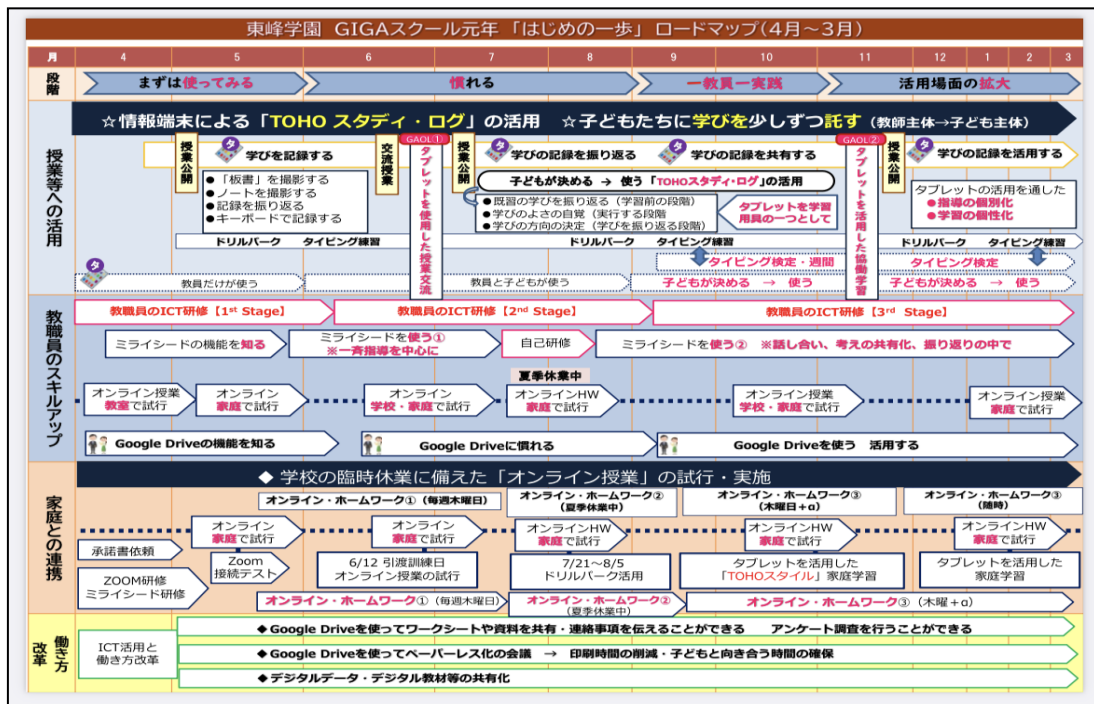 東峰学園 GIGAスクール元年 「はじめの一歩」 ロードマップ(4月～3月)
月 4 5 6 7 8 9 10 11 12 1 2 3
段階
まずは使ってみる
慣れる
一教員一実践
活用場面の拡大
授業等への活用
☆情報端末による「TOHO スタディ・ログ」の活用 ☆子どもたちに学びを少しずつ託す(教師主体→子ども主体)
授業公開
タ
学びを記録する
●「板書」を撮影する
●ノートを撮影する
●記録を振り返る
●キーボードで記録する
交流授業
GAOL①
タブレットを使用した授業交流
授業公開
タ
学びの記録を振り返る
タ
学びを共有する
GAOL②
タブレットを活用した協働学習
授業公開
タ
学びの記録を活用する
子どもが決める → 使う「TOHOスタディ・ログ」の活用
●既習の学びを振り返る(学習前の段階)
●学びのよさの自覚(実行する段階)
●学びの方向の決定(学びを振り返る段階)
タブレットを学習
用具の一つとして
タブレットの活用を通した
●指導の個別化
●学習の個性化
ドリルパーク タイピング練習
ドリルパーク タイピング練習
ドリルパーク タイピング練習
タイピング検定・週間
タイピング検定
タ
教員だけが使う
教員と子どもが使う
子どもが決める → 使う
子どもが決める → 使う
教職員のスキルアップ
教職員のICT研修【1st Stage】
教職員のICT研修【2nd Stage】
教職員のICT研修【3rd Stage】
ミライシードの機能を知る
ミライシードを使う①
※一斉指導を中心に
自己研修
ミライシードを使う② ※話し合い、考えの共有化、振り返りの中で
夏季休業中
オンライン授業
教室で試行
オンライン
家庭で試行
オンライン
学校・家庭で試行
オンラインHW
家庭で試行
オンライン授業
学校・家庭で試行
オンライン授業
家庭で試行
Google Driveの機能を知る
Google Driveに慣れる
Google Driveを使う 活用する
家庭との連携
◆ 学校の臨時休業に備えた「オンライン授業」の試行・実施
オンライン・ホームワーク①(毎週木曜日)
オンライン・ホームワーク②
(夏季休業中)
オンライン・ホームワーク③
(木曜日+α)
オンライン・ホームワーク③
(随時)
オンライン
家庭で試行
オンライン
家庭で試行
オンラインHW
家庭で試行
オンラインHW
家庭で試行
オンラインHW
家庭で試行
承諾書依頼
ZOOM研修
ミライシード研修
Zoom
接続テスト
6/12 引渡訓練日
オンライン授業の試行
7/21～8/5
ドリルパーク活用
タブレットを活用した
「TOHOスタイル」家庭学習
タブレットを活用した
家庭学習
オンライン・ホームワーク①(毎週木曜日)
オンライン・ホームワーク②
(夏季休業中)
オンライン・ホームワーク③(木曜+α)
働き方改革
ICT活用と
働き方改革
◆Google Driveを使ってワークシートや資料を共有・連絡事項を伝えることができる アンケート調査を行うことができる
◆Google Driveを使ってペーパーレス化の会議 → 印刷時間の削減・子どもと向き合う時間の確保
◆デジタルデータ・デジタル教材等の共有化